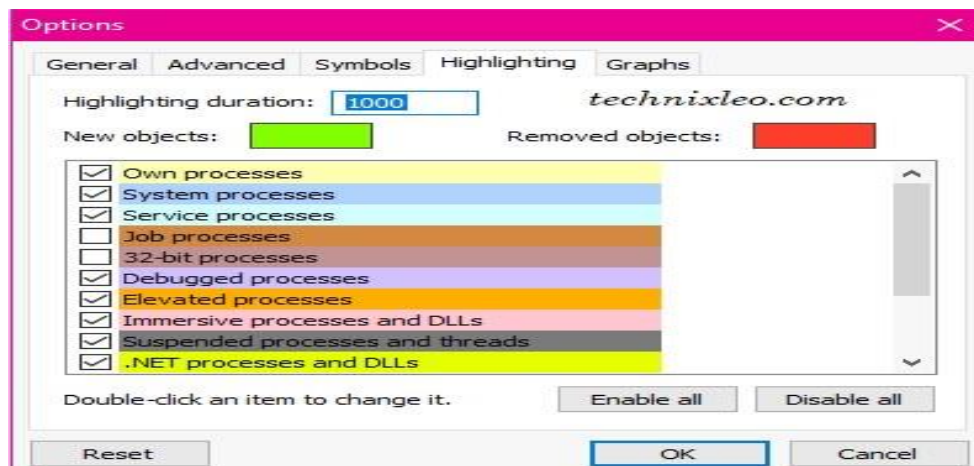 Options
General Advanced Symbols Highlighting Graphs
Highlighting duration: 1000 technixleo.com
New objects: Removed objects:
Own processes
System processes
Service processes
Job processes
32-bit processes
Debugged processes
Elevated processes
Immersive processes and DLLs
Suspended processes and threads
.NET processes and DLLs
Double-click an item to change it. Enable all Disable all
Reset OK Cancel